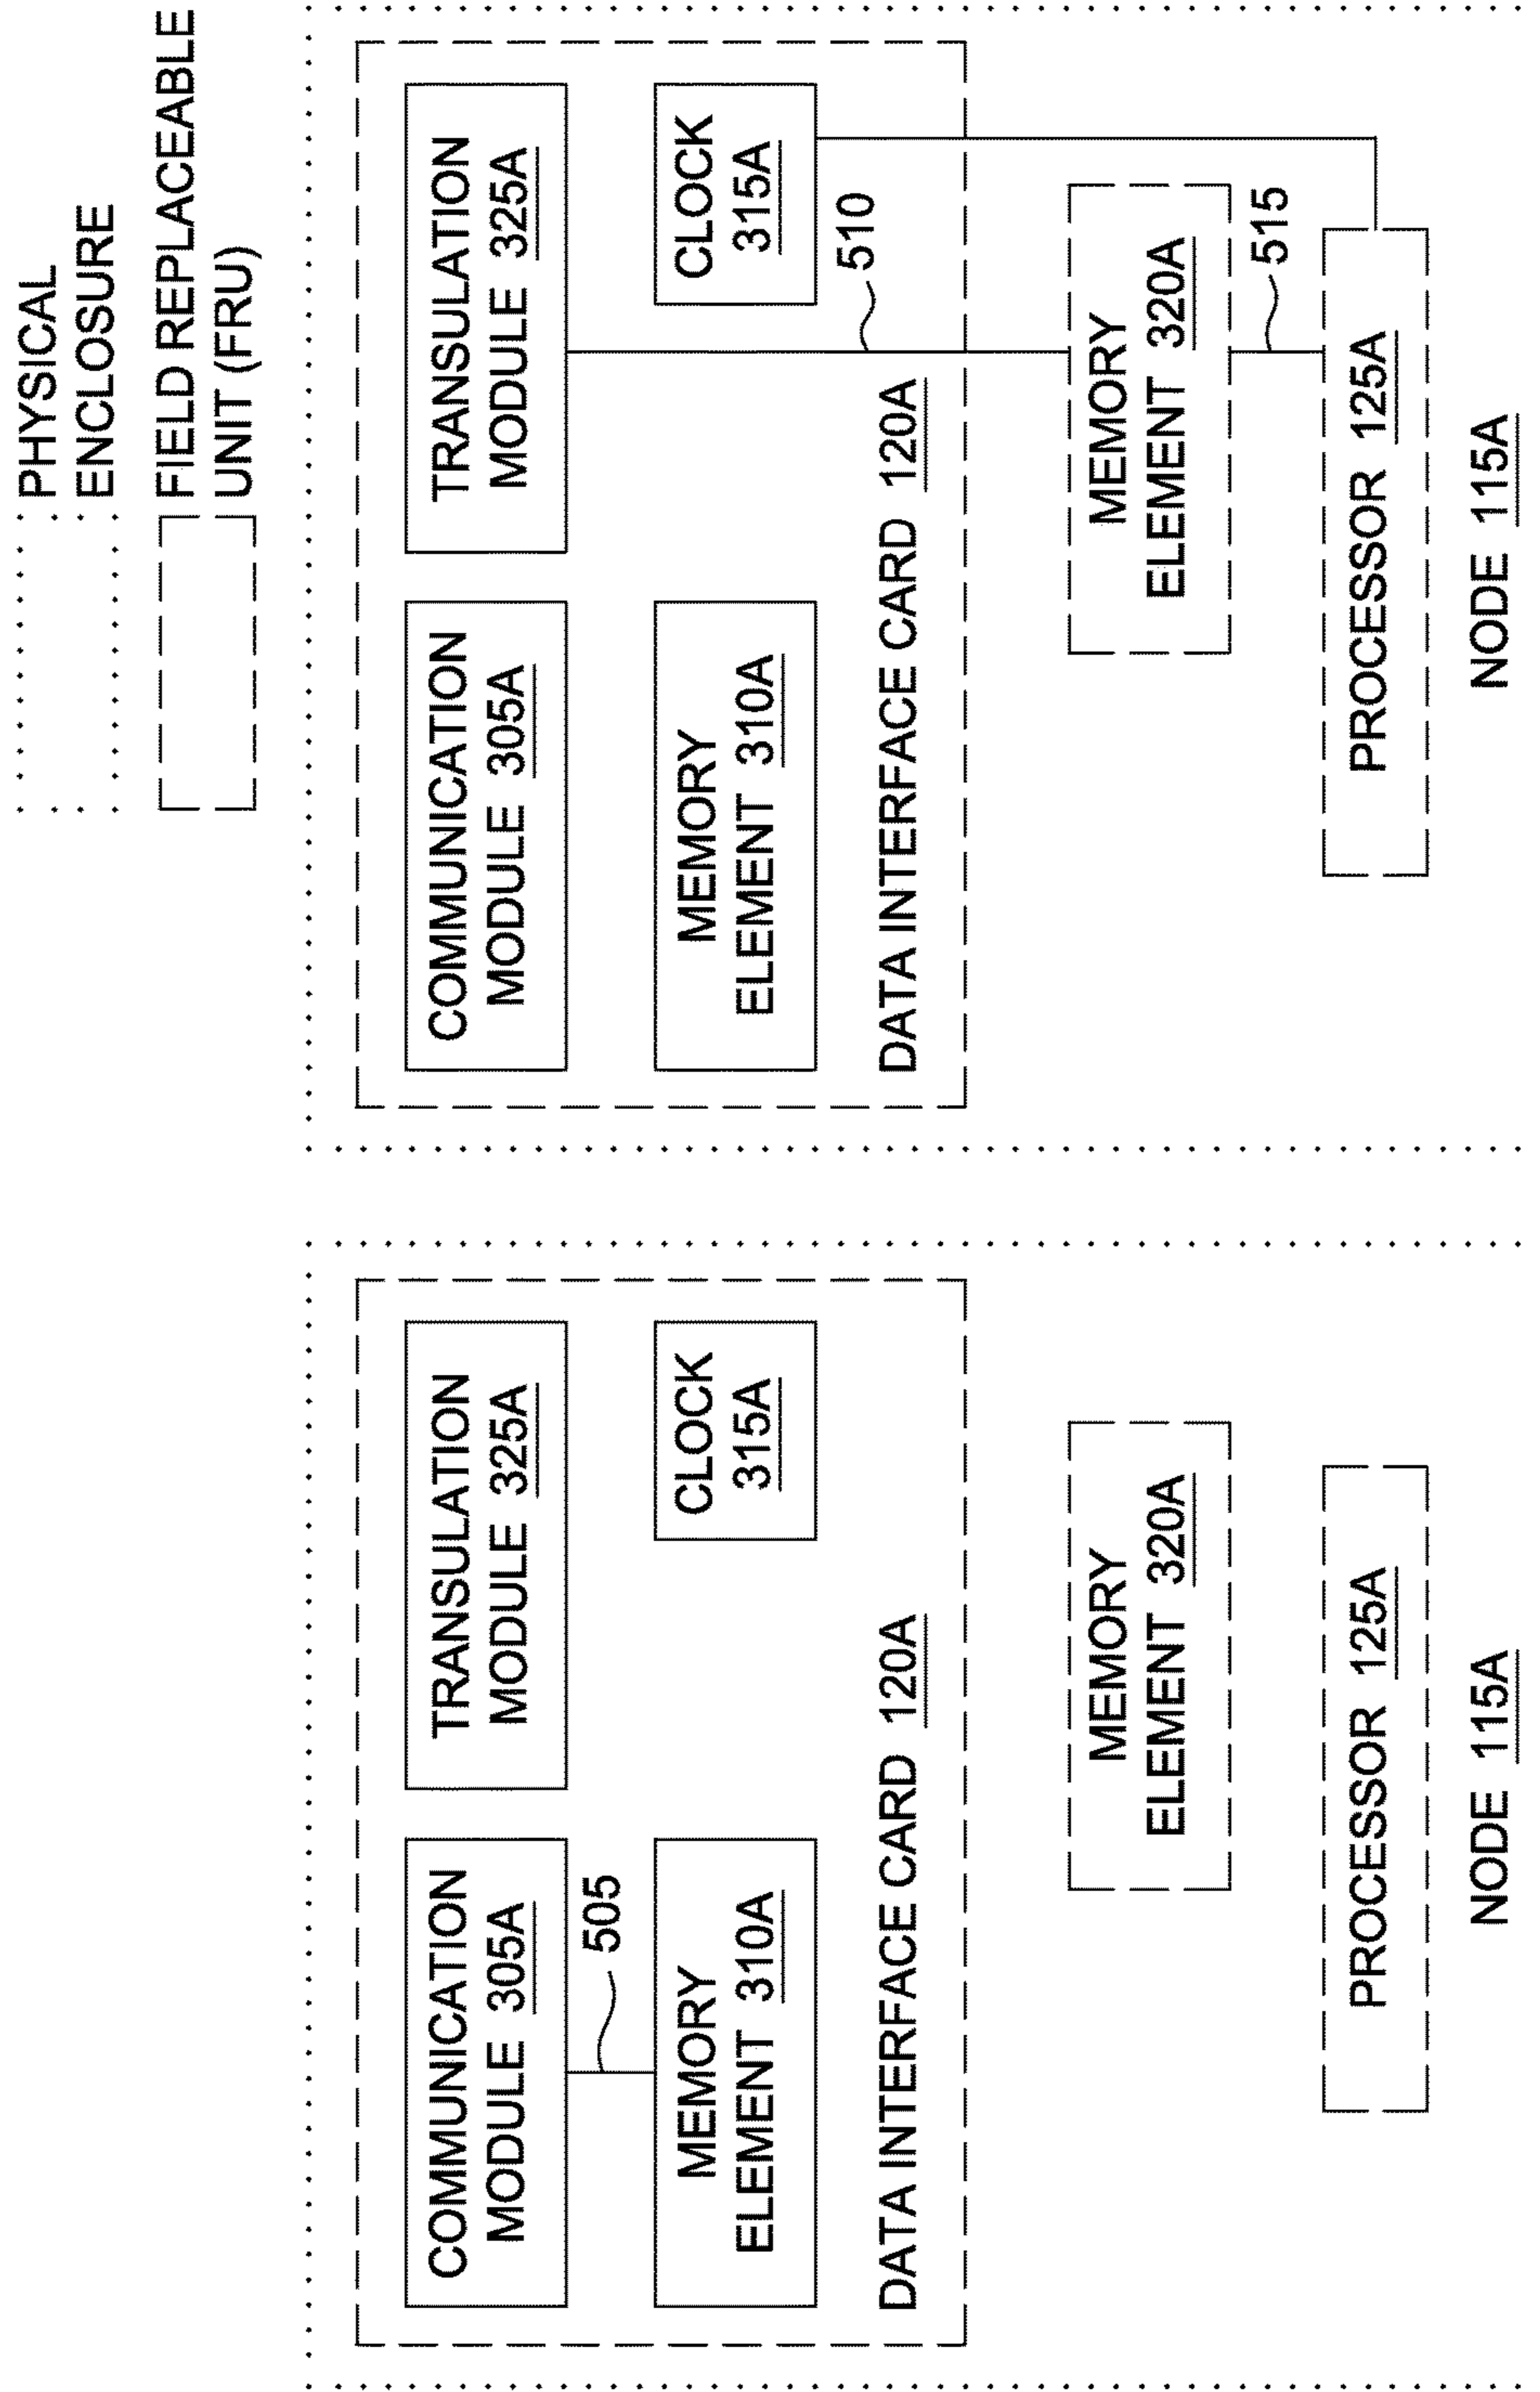 PHYSICAL
ENCLOSURE
FIELD REPLACEABLE
UNIT (FRU)
COMMUNICATION
MODULE 305A
TRANSULATION
MODULE 325A
505
MEMORY
ELEMENT 310A
CLOCK
315A
DATA INTERFACE CARD 120A
MEMORY
ELEMENT 320A
PROCESSOR 125A
NODE 115A
COMMUNICATION
MODULE 305A
TRANSULATION
MODULE 325A
MEMORY
ELEMENT 310A
CLOCK
315A
510
DATA INTERFACE CARD 120A
MEMORY
ELEMENT 320A
515
PROCESSOR 125A
NODE 115A